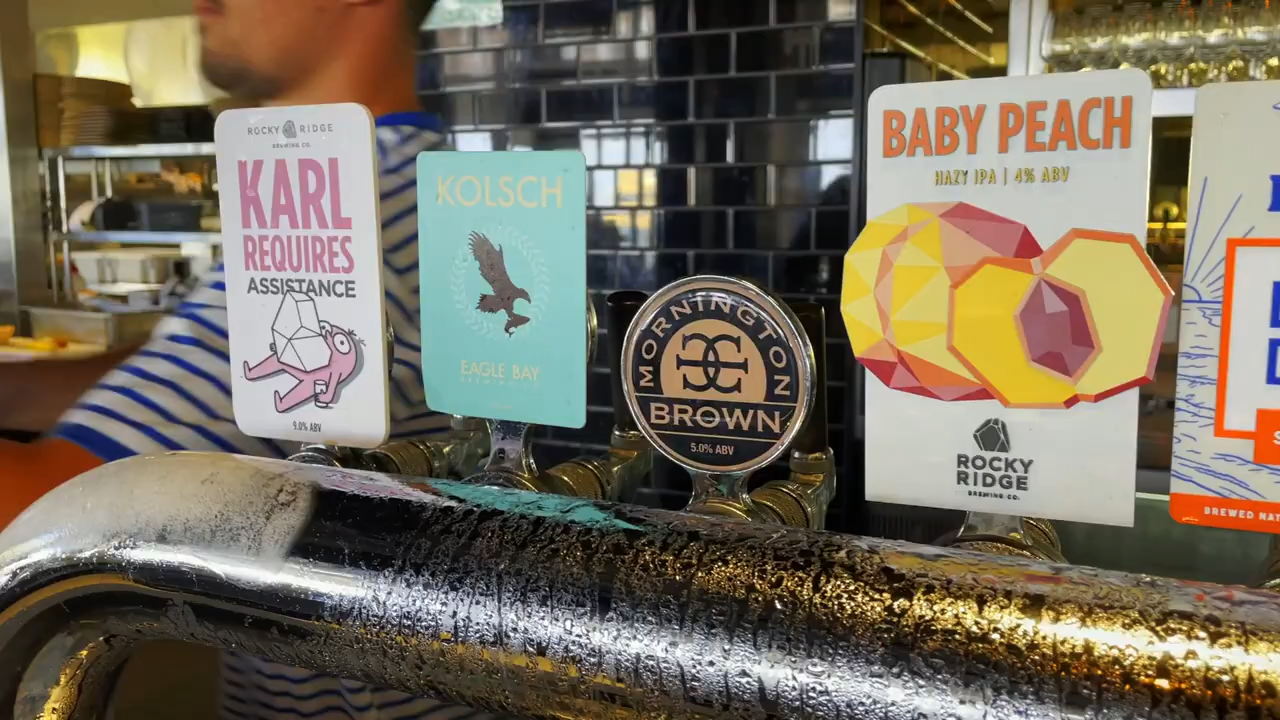 ROCKY RIDGE
BREWING CO.
KARL
REQUIRES
ASSISTANCE
9.0% ABV
KOLSCH
EAGLE BAY
MORNINGTON
BROWN
5.0% ABV
BABY PEACH
HAZY IPA | 4% ABV
ROCKY
RIDGE
BREWING CO.
BREWED NAT